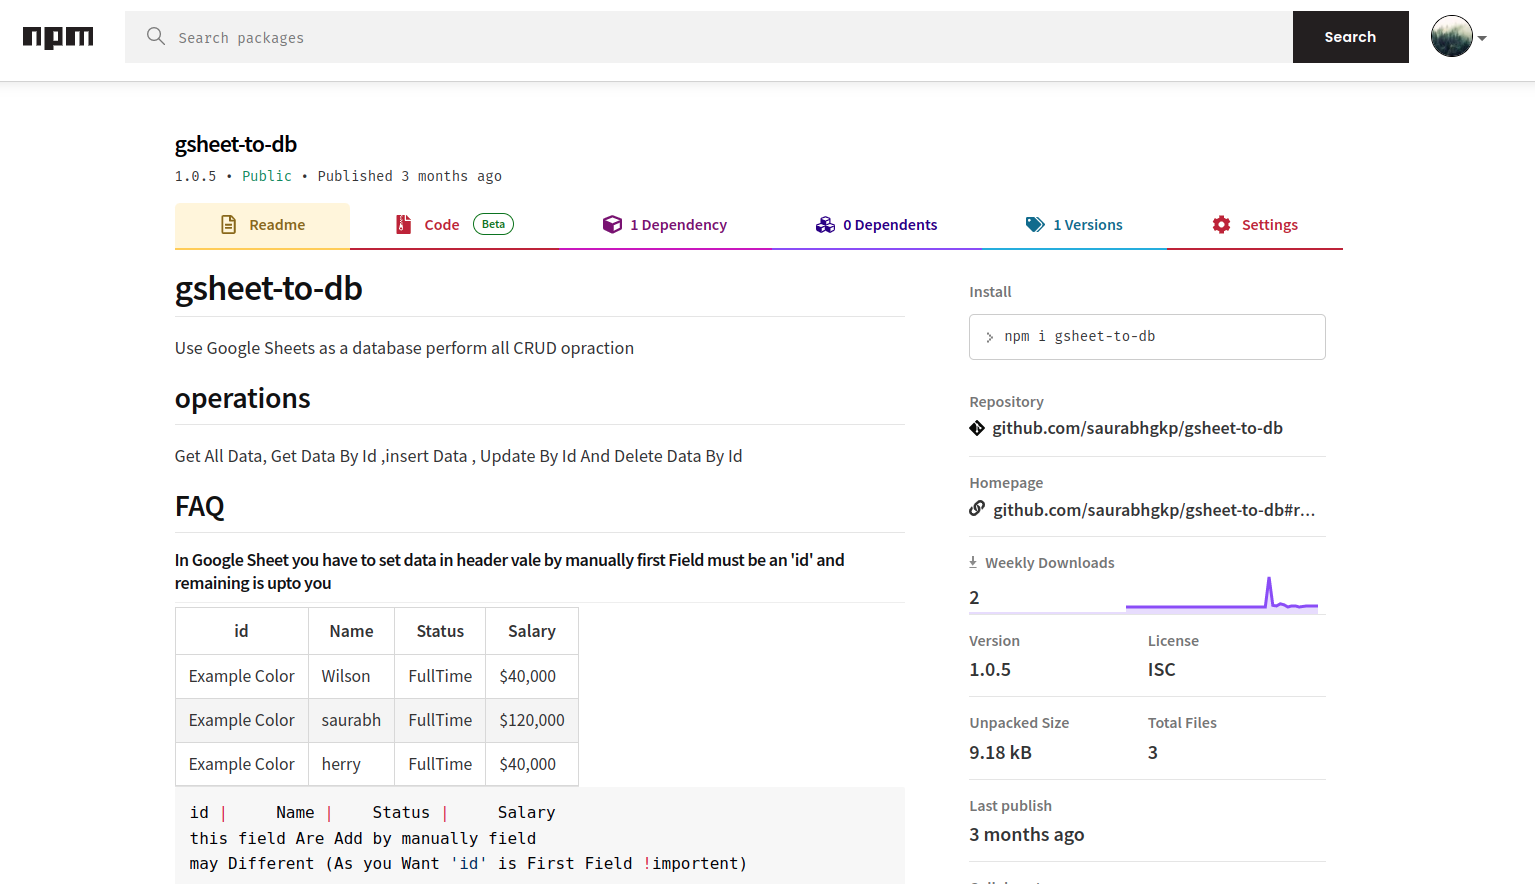 npm
Search packages
Search
gsheet-to-db
1.0.5 • Public • Published 3 months ago
Readme
Code Beta
1 Dependency
0 Dependents
1 Versions
Settings
gsheet-to-db
Use Google Sheets as a database perform all CRUD opraction
operations
Get All Data, Get Data By Id ,insert Data , Update By Id And Delete Data By Id
FAQ
In Google Sheet you have to set data in header vale by manually first Field must be an 'id' and
remaining is upto you
id Name Status Salary
Example Color Wilson FullTime $40,000
Example Color saurabh FullTime $120,000
Example Color herry FullTime $40,000
id | Name | Status | Salary
this field Are Add by manually field
may Different (As you Want 'id' is First Field !importent)
Install
npm i gsheet-to-db
Repository
github.com/saurabhgkp/gsheet-to-db
Homepage
github.com/saurabhgkp/gsheet-to-db#r...
Weekly Downloads
2
Version
1.0.5
License
ISC
Unpacked Size
9.18 kB
Total Files
3
Last publish
3 months ago